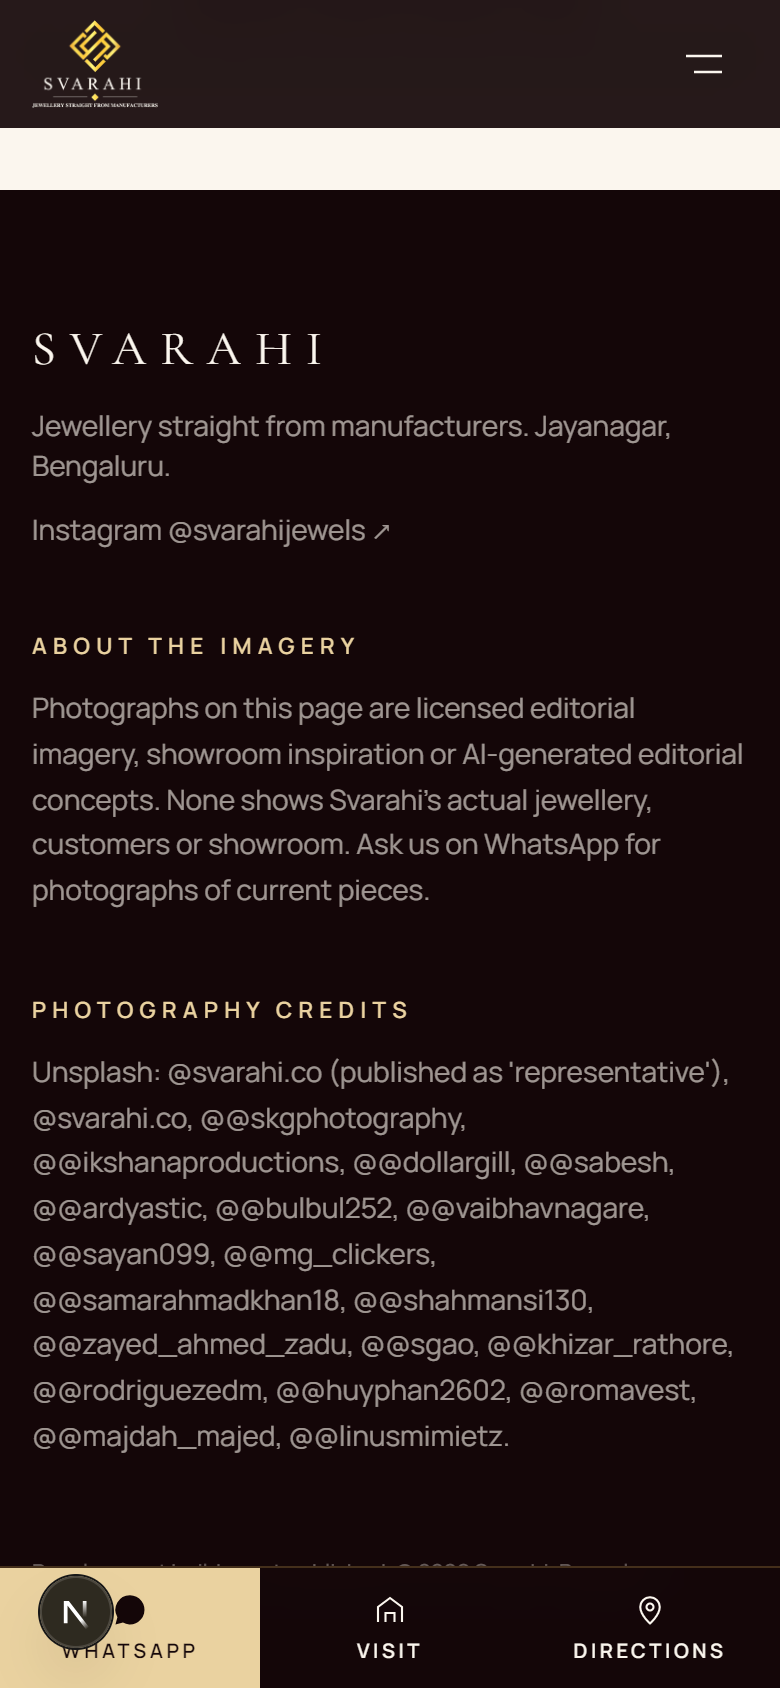 SVARAHI
JEWELLERY STRAIGHT FROM MANUFACTURERS
SVARAHI
Jewellery straight from manufacturers. Jayanagar,
Bengaluru.
Instagram @svarahijewels ↗
ABOUT THE IMAGERY
Photographs on this page are licensed editorial
imagery, showroom inspiration or AI-generated editorial
concepts. None shows Svarahi’s actual jewellery,
customers or showroom. Ask us on WhatsApp for
photographs of current pieces.
PHOTOGRAPHY CREDITS
Unsplash: @svarahi.co (published as 'representative'),
@svarahi.co, @@skgphotography,
@@ikshanaproductions, @@dollargill, @@sabesh,
@@ardyastic, @@bulbul252, @@vaibhavnagare,
@@sayan099, @@mg_clickers,
@@samarahmadkhan18, @@shahmansi130,
@@zayed_ahmed_zadu, @@sgao, @@khizar_rathore,
@@rodriguezedm, @@huyphan2602, @@romavest,
@@majdah_majed, @@linusmimietz.
N
WHATSAPP
VISIT
DIRECTIONS